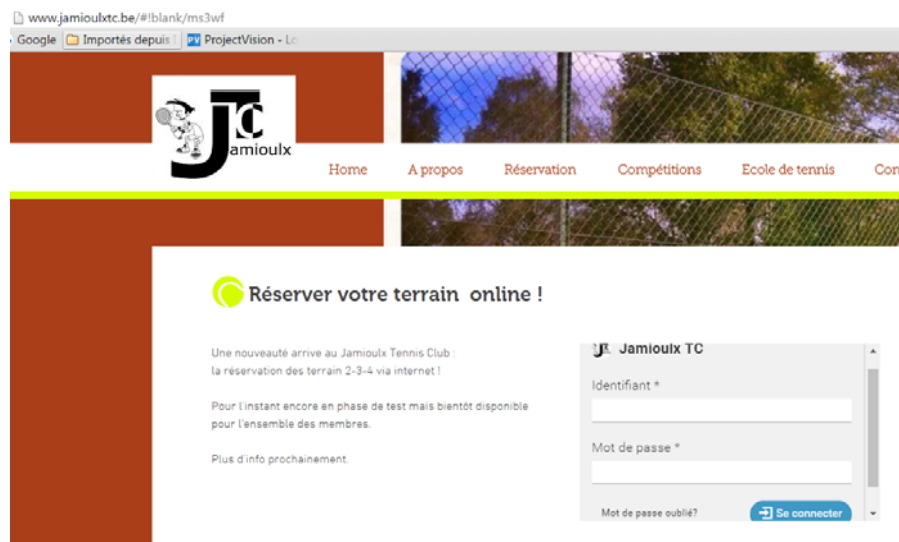 www.jamioulxtc.be/#!blank/ms3wf
Google Importés depuis ProjectVision - Lo
JTC
amioulx
Home A propos Réservation Compétitions Ecole de tennis Con
Réserver votre terrain online !
Une nouveauté arrive au Jamioulx Tennis Club :
la réservation des terrain 2-3-4 via internet !
Pour l'instant encore en phase de test mais bientôt disponible
pour l'ensemble des membres.
Plus d'info prochainement.
Jamioulx TC
Identifiant *
Mot de passe *
Mot de passe oublié? Se connecter